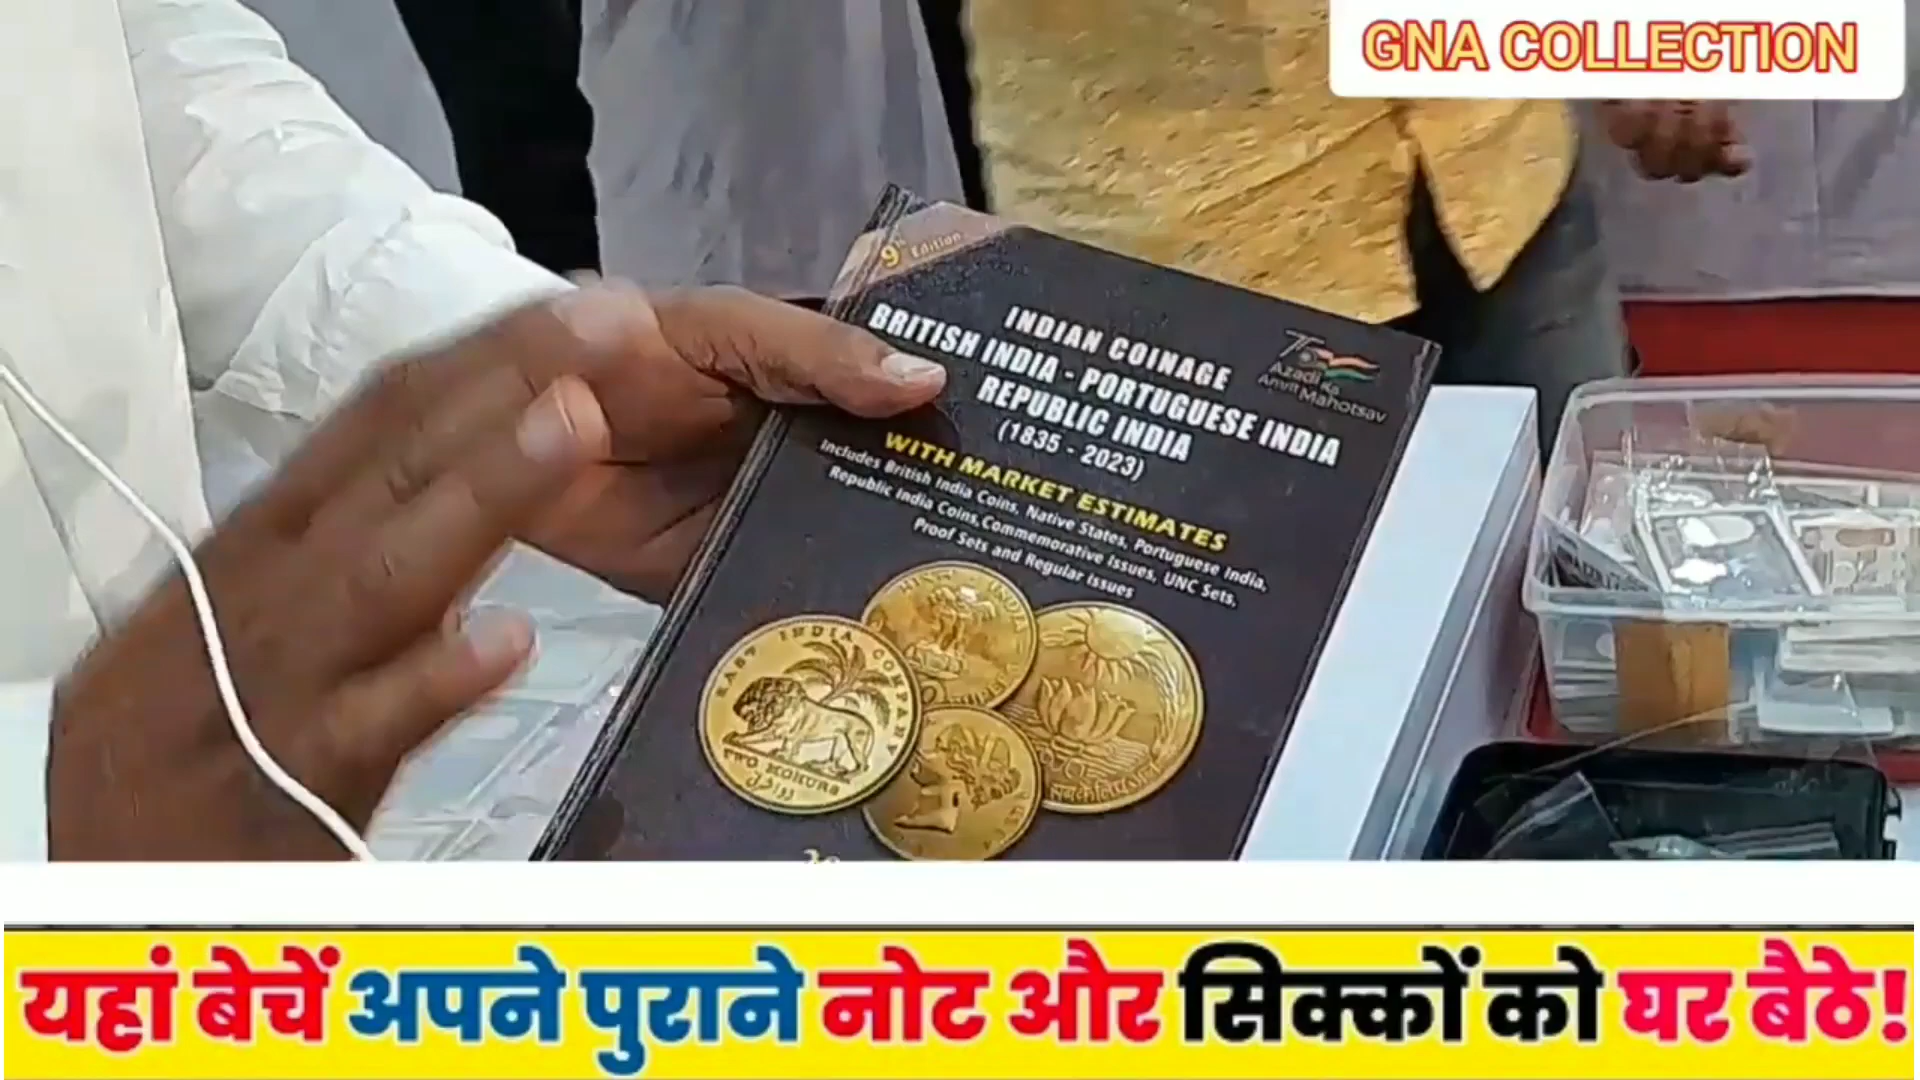 GNA COLLECTION
9th Edition
INDIAN COINAGE
BRITISH INDIA - PORTUGUESE INDIA
REPUBLIC INDIA
(1835 - 2023)
75
Azadi Ka
Amrit Mahotsav
WITH MARKET ESTIMATES
Includes British India Coins, Native States, Portuguese India,
Republic India Coins, Commemorative Issues, UNC Sets,
Proof Sets and Regular Issues
EAST INDIA COMPANY
TWO MOHURS
यहां बेचें अपने पुराने नोट और सिक्कों को घर बैठे!